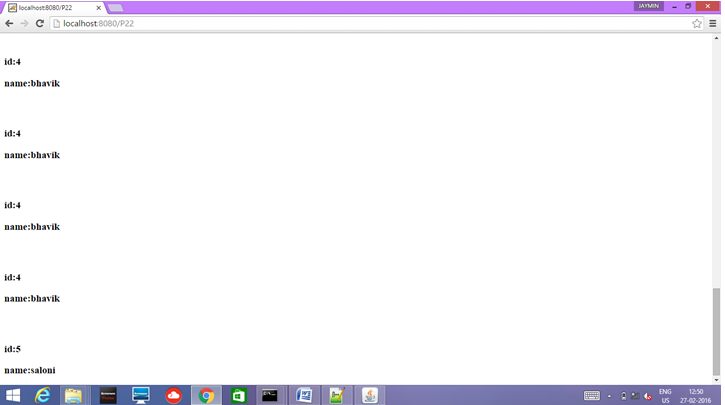 localhost:8080/P22
JAYMIN
localhost:8080/P22
id:4
name:bhavik
id:4
name:bhavik
id:4
name:bhavik
id:4
name:bhavik
id:5
name:saloni
ENG
US
12:50
27-02-2016